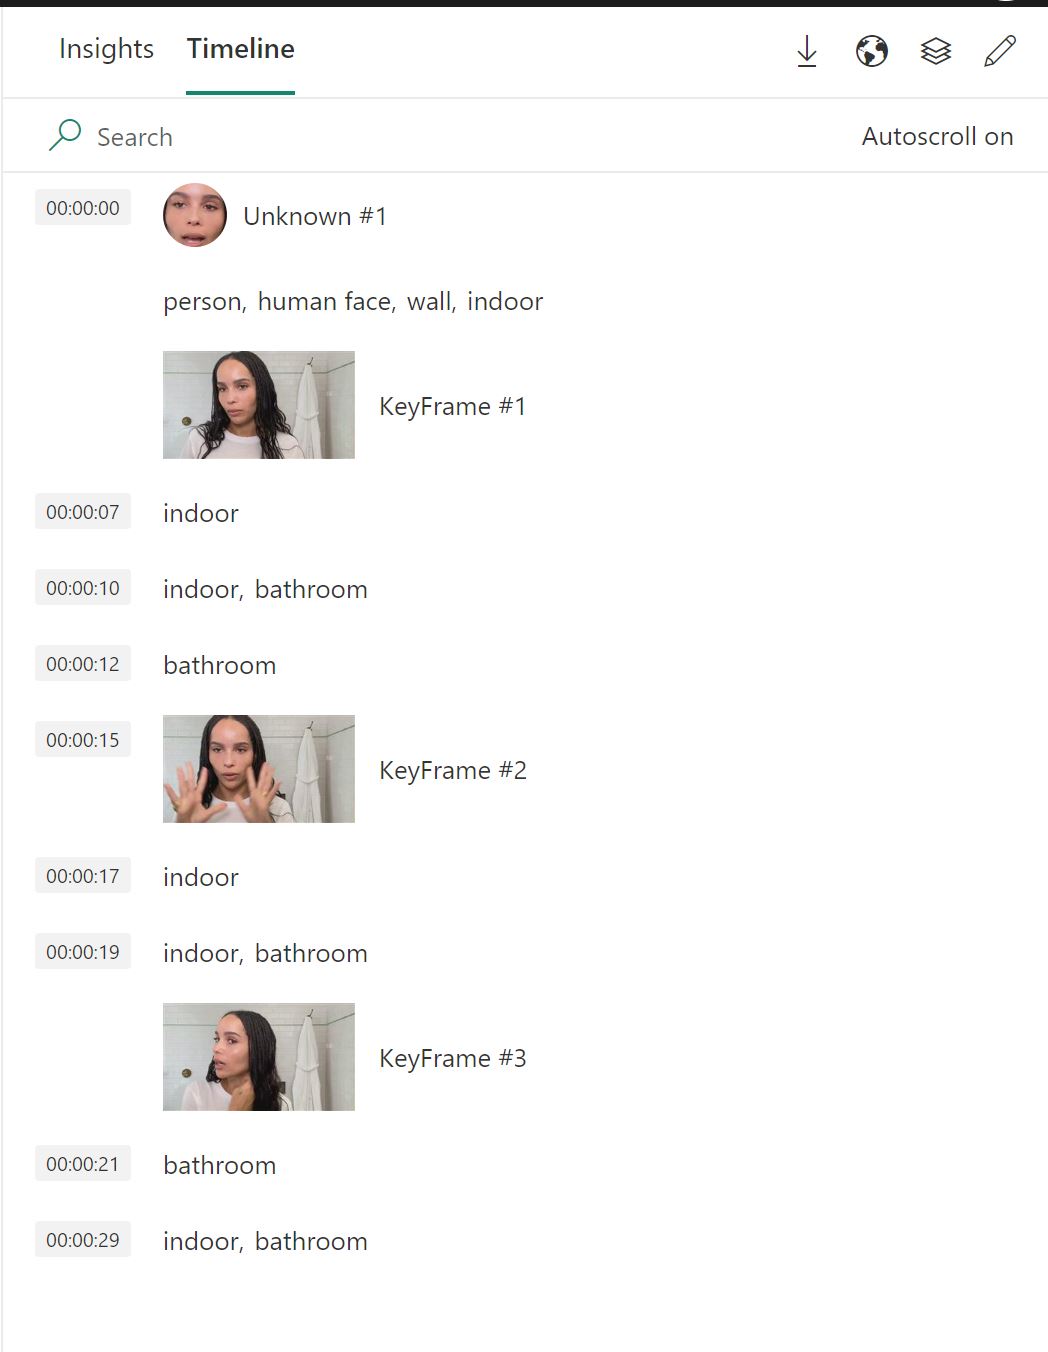 Insights Timeline
Search Autoscroll on
00:00:00 Unknown #1
person, human face, wall, indoor
KeyFrame #1
00:00:07 indoor
00:00:10 indoor, bathroom
00:00:12 bathroom
00:00:15 KeyFrame #2
00:00:17 indoor
00:00:19 indoor, bathroom
KeyFrame #3
00:00:21 bathroom
00:00:29 indoor, bathroom